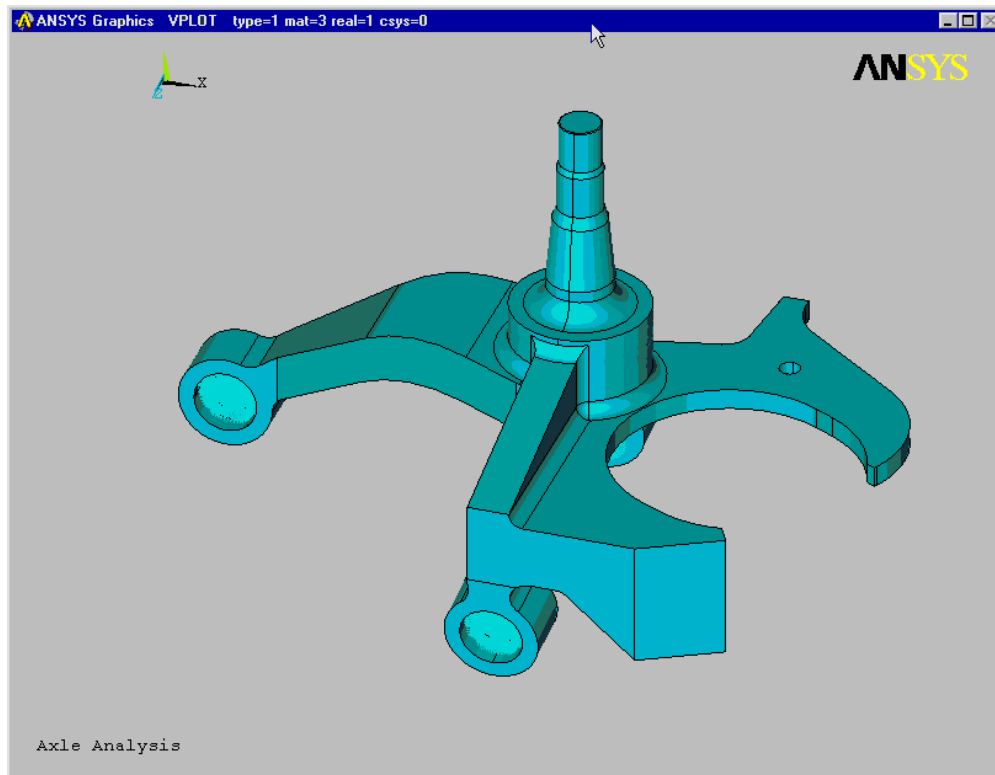 ANSYS Graphics VPLOT type=1 mat=3 real=1 csys=0
ANSYS
X
Z
Axle Analysis